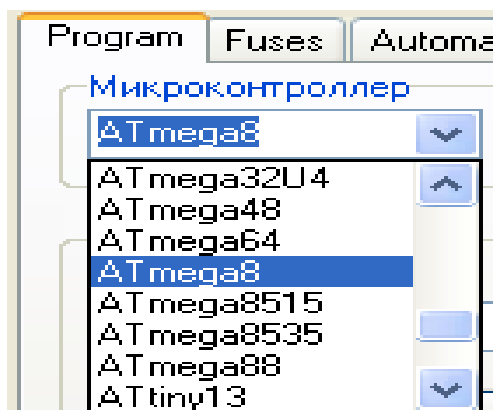 Program Fuses Automa
Микроконтроллер
ATmega8
ATmega32U4
ATmega48
ATmega64
ATmega8
ATmega8515
ATmega8535
ATmega88
ATtiny13